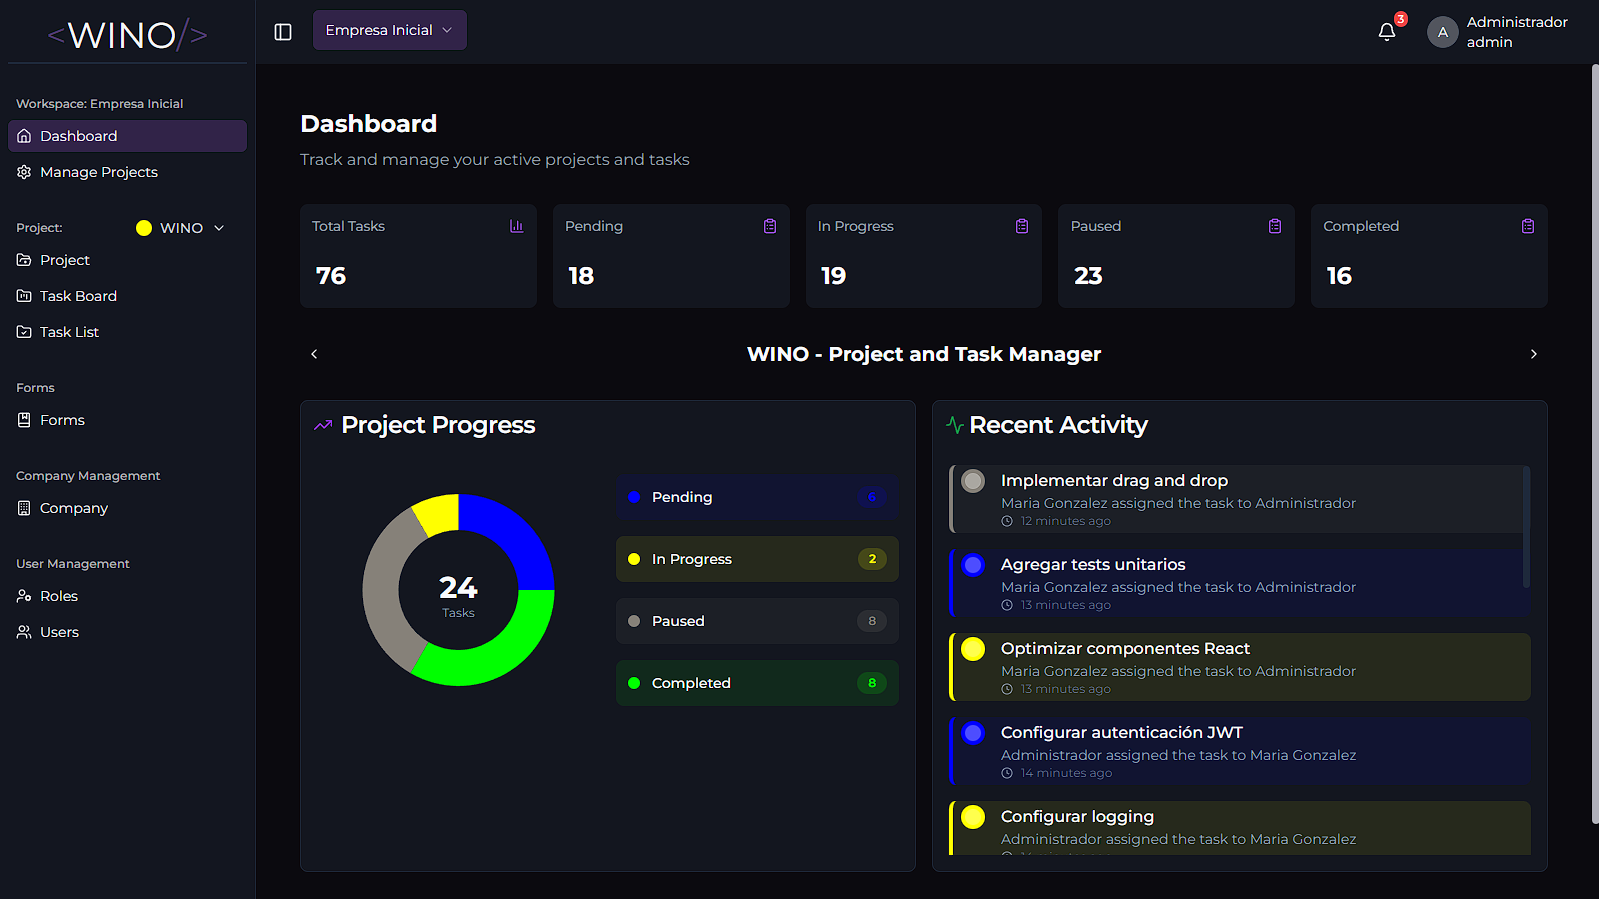 <WINO/>
Empresa Inicial
3
A
Administrador
admin
Workspace: Empresa Inicial
Dashboard
Manage Projects
Project:
WINO
Project
Task Board
Task List
Forms
Forms
Company Management
Company
User Management
Roles
Users
Dashboard
Track and manage your active projects and tasks
Total Tasks
76
Pending
18
In Progress
19
Paused
23
Completed
16
WINO - Project and Task Manager
Project Progress
24
Tasks
Pending
6
In Progress
2
Paused
8
Completed
8
Recent Activity
Implementar drag and drop
Maria Gonzalez assigned the task to Administrador
12 minutes ago
Agregar tests unitarios
Maria Gonzalez assigned the task to Administrador
13 minutes ago
Optimizar componentes React
Maria Gonzalez assigned the task to Administrador
13 minutes ago
Configurar autenticación JWT
Administrador assigned the task to Maria Gonzalez
14 minutes ago
Configurar logging
Administrador assigned the task to Maria Gonzalez